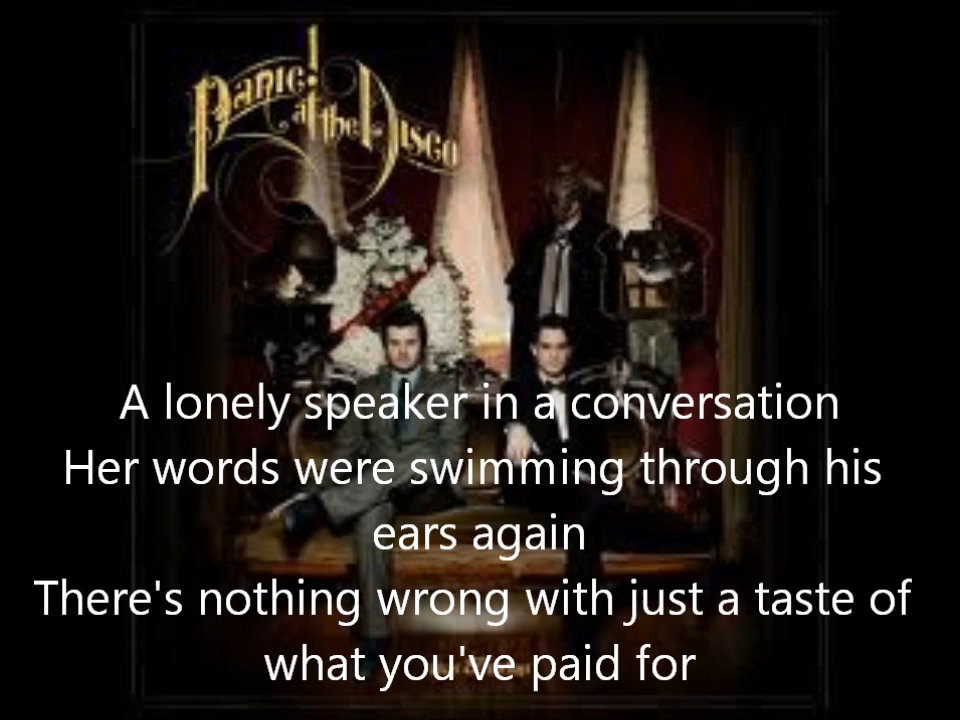 Panic! at the Disco
A lonely speaker in a conversation
Her words were swimming through his
ears again
There's nothing wrong with just a taste of
what you've paid for